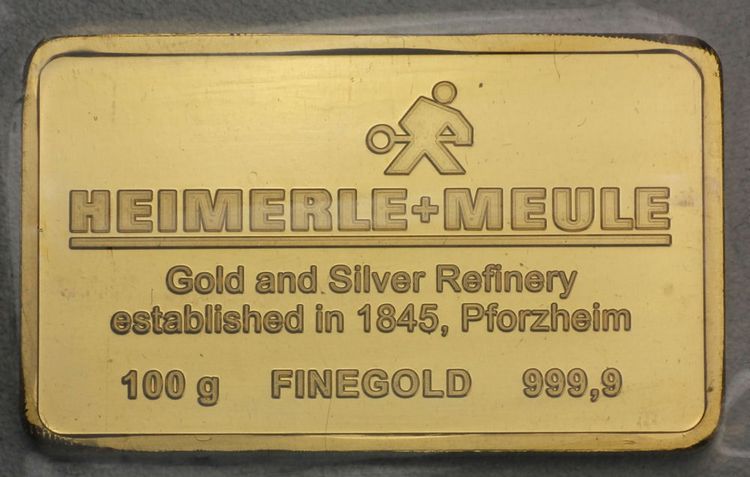 HEIMERLE+MEULE
Gold and Silver Refinery
established in 1845, Pforzheim
100 g FINEGOLD 999,9